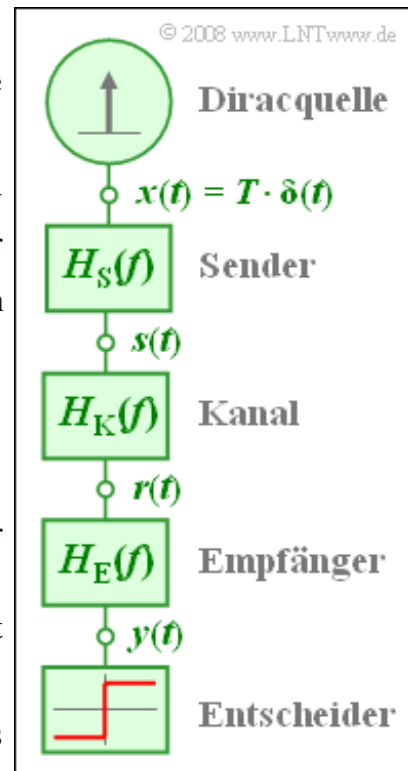 © 2008 www.LNTwww.de
Diracquelle
x(t) = T · δ(t)
H_S(f) Sender
s(t)
H_K(f) Kanal
r(t)
H_E(f) Empfänger
y(t)
Entscheider